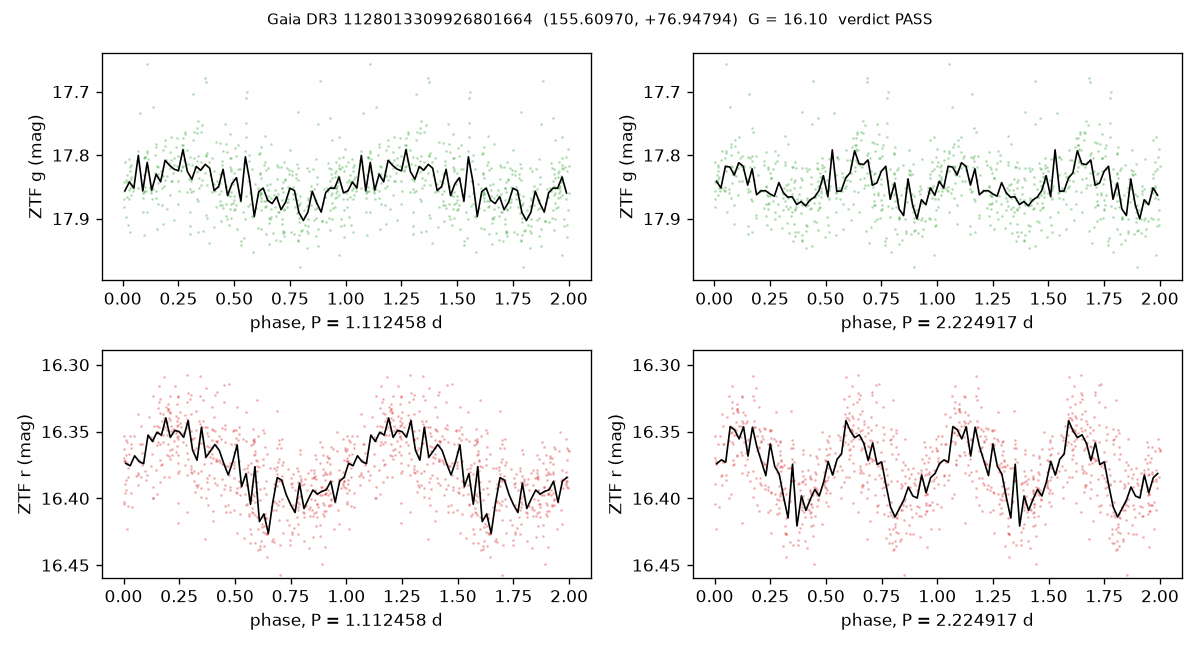 Gaia DR3 1128013309926801664 (155.60970, +76.94794) G = 16.10 verdict PASS
ZTF g (mag)
17.7
17.8
17.9
0.00 0.25 0.50 0.75 1.00 1.25 1.50 1.75 2.00
phase, P = 1.112458 d
ZTF g (mag)
17.7
17.8
17.9
0.00 0.25 0.50 0.75 1.00 1.25 1.50 1.75 2.00
phase, P = 2.224917 d
ZTF r (mag)
16.30
16.35
16.40
16.45
0.00 0.25 0.50 0.75 1.00 1.25 1.50 1.75 2.00
phase, P = 1.112458 d
ZTF r (mag)
16.30
16.35
16.40
16.45
0.00 0.25 0.50 0.75 1.00 1.25 1.50 1.75 2.00
phase, P = 2.224917 d